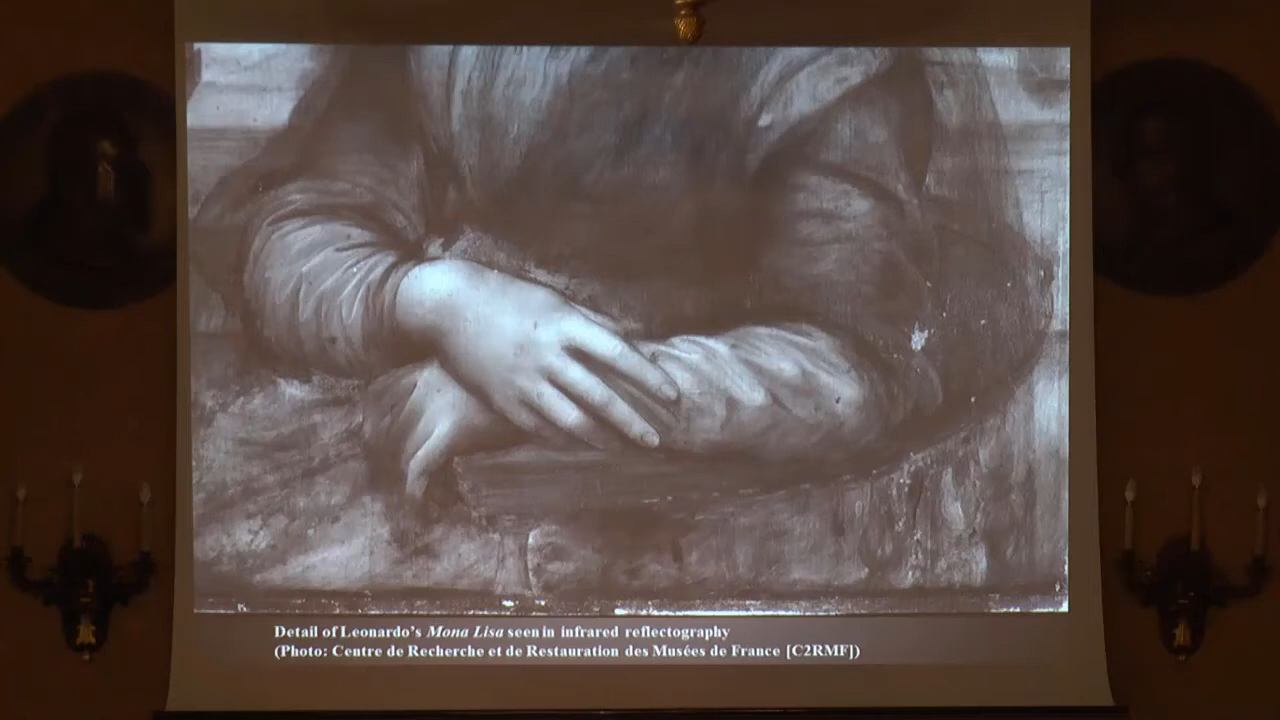 Detail of Leonardo's Mona Lisa seen in infrared reflectography
(Photo: Centre de Recherche et de Restauration des Musées de France [C2RMF])